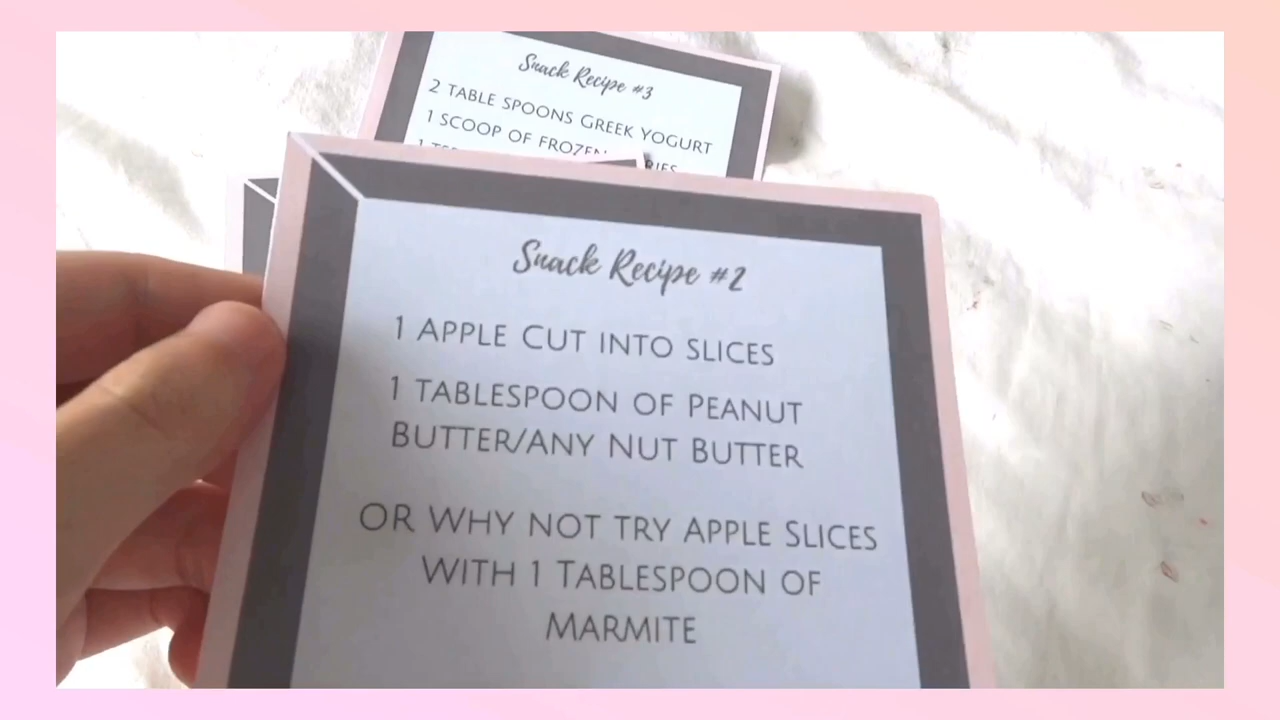 Snack Recipe #3
2 Table Spoons Greek Yogurt
1 Scoop of Frozen
Snack Recipe #2
1 Apple Cut into slices
1 tablespoon of Peanut
Butter/Any Nut Butter
Or Why not try Apple Slices
with 1 Tablespoon of
Marmite